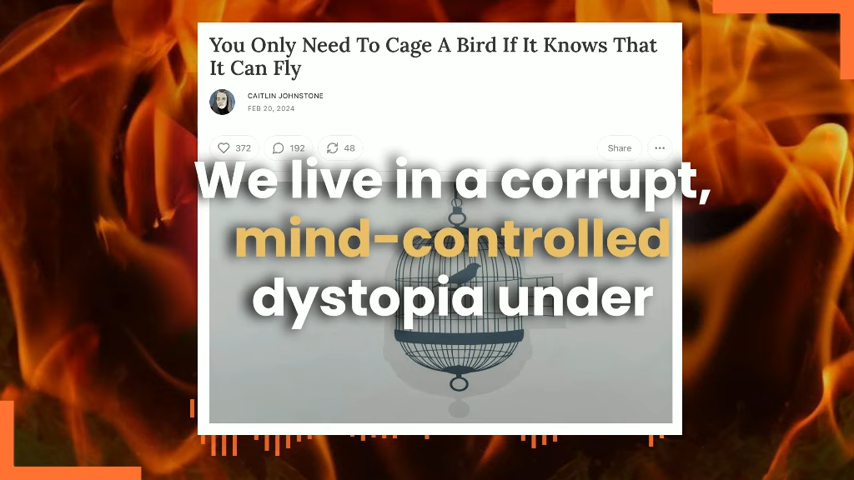 You Only Need To Cage A Bird If It Knows That
It Can Fly
CAITLIN JOHNSTONE
FEB 20, 2024
372 192 48 Share
We live in a corrupt,
mind-controlled
dystopia under